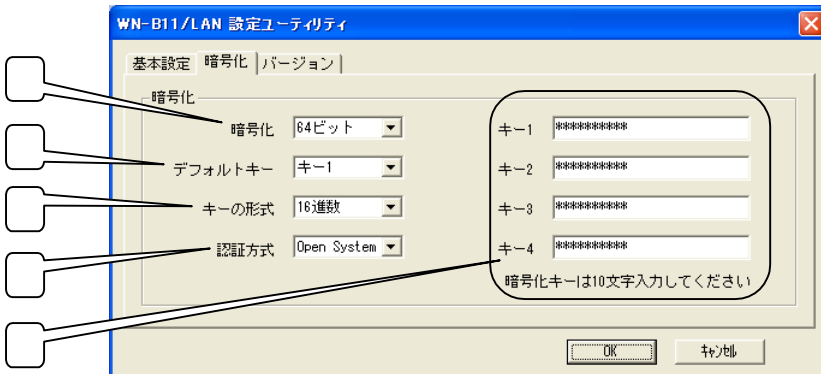 WN-B11/LAN 設定ユーティリティ
基本設定 暗号化 バージョン
暗号化
暗号化 64ビット
デフォルトキー キー1
キーの形式 16進数
認証方式 Open System
キー1 **********
キー2 **********
キー3 **********
キー4 **********
暗号化キーは10文字入力してください
OK キャンセル